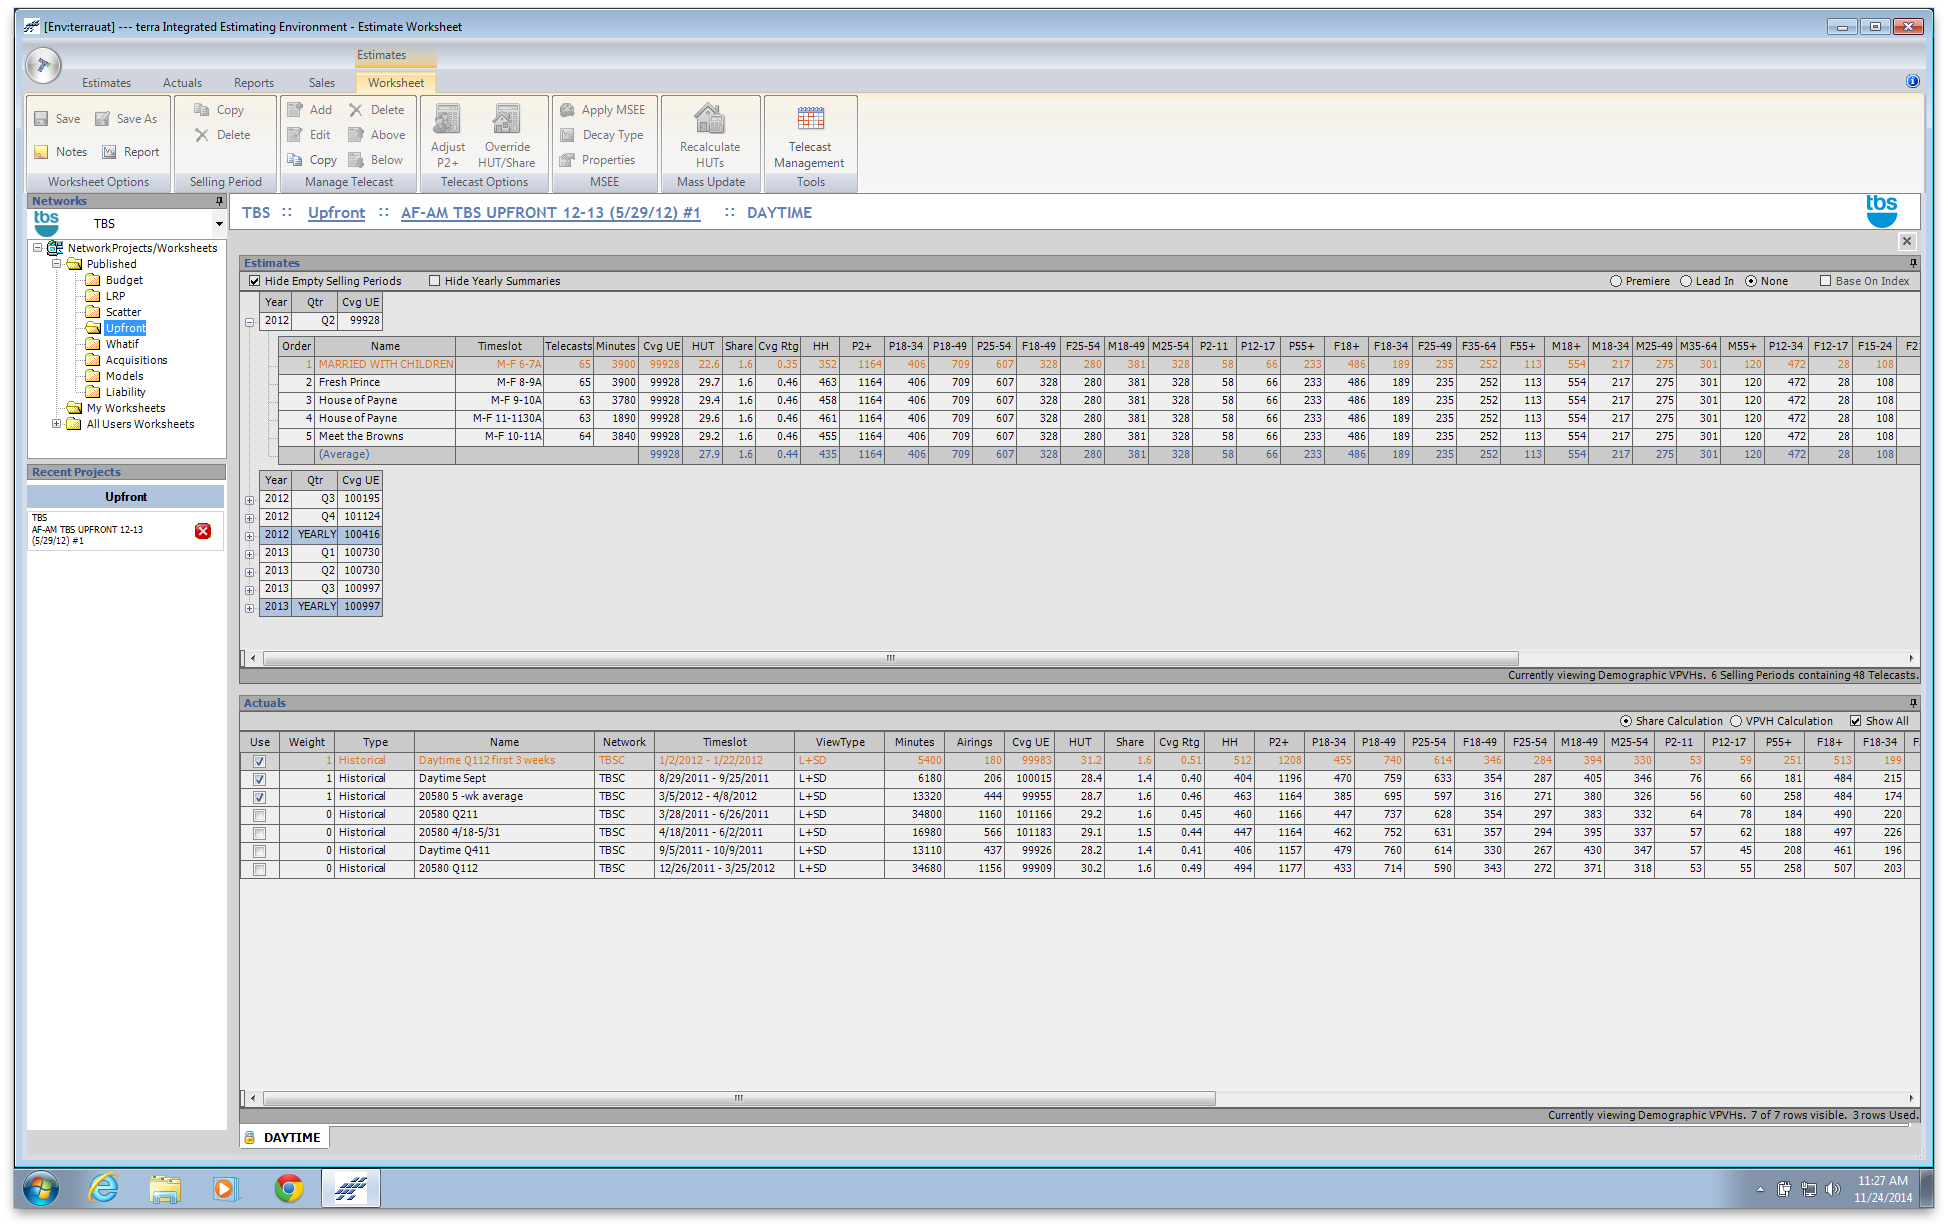 [Env:terrauat] --- terra Integrated Estimating Environment - Estimate Worksheet
Estimates
Estimates Actuals Reports Sales Worksheet
Save Save As Notes Report Worksheet Options
Copy Delete Selling Period
Add Delete Edit Above Copy Below Manage Telecast
Adjust P2+ Override HUT/Share Telecast Options
Apply MSEE Decay Type Properties MSEE
Recalculate HUTs Mass Update
Telecast Management Tools
Networks
tbs TBS
NetworkProjects/Worksheets
Published
Budget
LRP
Scatter
Upfront
Whatif
Acquisitions
Models
Liability
My Worksheets
All Users Worksheets
Recent Projects
Upfront
TBS
AF-AM TBS UPFRONT 12-13
(5/29/12) #1
TBS :: Upfront :: AF-AM TBS UPFRONT 12-13 (5/29/12) #1 :: DAYTIME
tbs
Estimates
Hide Empty Selling Periods Hide Yearly Summaries Premiere Lead In None Base On Index
Year Qtr Cvg UE
2012 Q2 99928
Order Name Timeslot Telecasts Minutes Cvg UE HUT Share Cvg Rtg HH P2+ P18-34 P18-49 P25-54 F18-49 F25-54 M18-49 M25-54 P2-11 P12-17 P55+ F18+ F18-34 F25-49 F35-64 F55+ M18+ M18-34 M25-49 M35-64 M55+ P12-34 F12-17 F15-24
1 MARRIED WITH CHILDREN M-F 6-7A 65 3900 99928 22.6 1.6 0.35 352 1164 406 709 607 328 280 381 328 58 66 233 486 189 235 252 113 554 217 275 301 120 472 28 108
2 Fresh Prince M-F 8-9A 65 3900 99928 29.7 1.6 0.46 463 1164 406 709 607 328 280 381 328 58 66 233 486 189 235 252 113 554 217 275 301 120 472 28 108
3 House of Payne M-F 9-10A 63 3780 99928 29.4 1.6 0.46 458 1164 406 709 607 328 280 381 328 58 66 233 486 189 235 252 113 554 217 275 301 120 472 28 108
4 House of Payne M-F 11-1130A 63 1890 99928 29.6 1.6 0.46 461 1164 406 709 607 328 280 381 328 58 66 233 486 189 235 252 113 554 217 275 301 120 472 28 108
5 Meet the Browns M-F 10-11A 64 3840 99928 29.2 1.6 0.46 455 1164 406 709 607 328 280 381 328 58 66 233 486 189 235 252 113 554 217 275 301 120 472 28 108
(Average) 99928 27.9 1.6 0.44 435 1164 406 709 607 328 280 381 328 58 66 233 486 189 235 252 113 554 217 275 301 120 472 28 108
Year Qtr Cvg UE
2012 Q3 100195
2012 Q4 101124
2012 YEARLY 100416
2013 Q1 100730
2013 Q2 100730
2013 Q3 100997
2013 YEARLY 100997
Currently viewing Demographic VPVHs. 6 Selling Periods containing 48 Telecasts.
Actuals
Share Calculation VPVH Calculation Show All
Use Weight Type Name Network Timeslot ViewType Minutes Airings Cvg UE HUT Share Cvg Rtg HH P2+ P18-34 P18-49 P25-54 F18-49 F25-54 M18-49 M25-54 P2-11 P12-17 P55+ F18+ F18-34
1 Historical Daytime Q112 first 3 weeks TBSC 1/2/2012 - 1/22/2012 L+SD 5400 180 99983 31.2 1.6 0.51 512 1208 455 740 614 346 284 394 330 53 59 251 513 199
1 Historical Daytime Sept TBSC 8/29/2011 - 9/25/2011 L+SD 6180 206 100015 28.4 1.4 0.40 404 1196 470 759 633 354 287 405 346 76 66 181 484 215
1 Historical 20580 5 -wk average TBSC 3/5/2012 - 4/8/2012 L+SD 13320 444 99955 28.7 1.6 0.46 463 1164 385 695 597 316 271 380 326 56 60 258 484 174
0 Historical 20580 Q211 TBSC 3/28/2011 - 6/26/2011 L+SD 34800 1160 101166 29.2 1.6 0.45 460 1166 447 737 628 354 297 383 332 64 78 184 490 220
0 Historical 20580 4/18-5/31 TBSC 4/18/2011 - 6/2/2011 L+SD 16980 566 101183 29.1 1.5 0.44 447 1164 462 752 631 357 294 395 337 57 62 188 497 226
0 Historical Daytime Q411 TBSC 9/5/2011 - 10/9/2011 L+SD 13110 437 99926 28.2 1.4 0.41 406 1157 479 760 614 330 267 430 347 57 45 208 461 196
0 Historical 20580 Q112 TBSC 12/26/2011 - 3/25/2012 L+SD 34680 1156 99909 30.2 1.6 0.49 494 1177 433 714 590 343 272 371 318 53 55 258 507 203
Currently viewing Demographic VPVHs. 7 of 7 rows visible. 3 rows Used.
DAYTIME
11:27 AM
11/24/2014